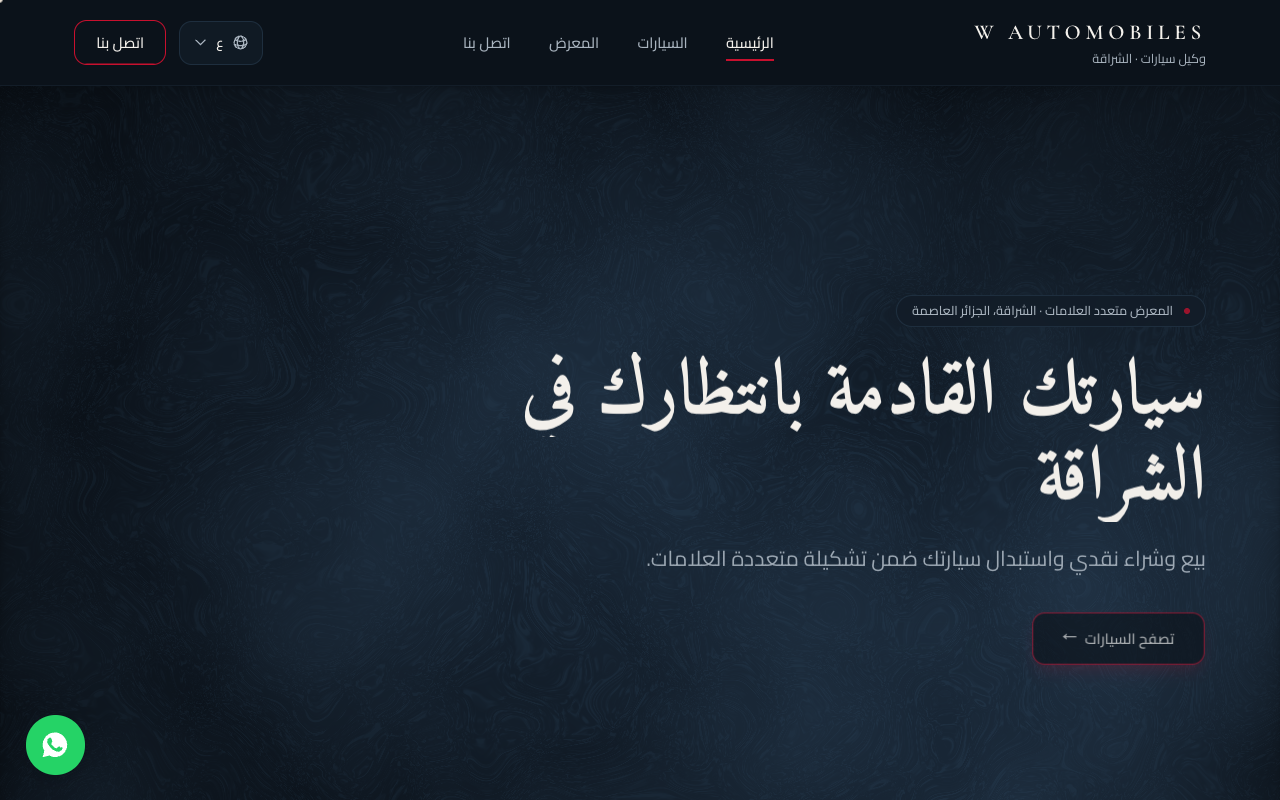 W AUTOMOBILES
وكيل سيارات · الشراقة
الرئيسية
السيارات
المعرض
اتصل بنا
ع
اتصل بنا
المعرض متعدد العلامات · الشراقة، الجزائر العاصمة
سيارتك القادمة بانتظارك في
الشراقة
بيع وشراء نقدي واستبدال سيارتك ضمن تشكيلة متعددة العلامات.
تصفح السيارات ←